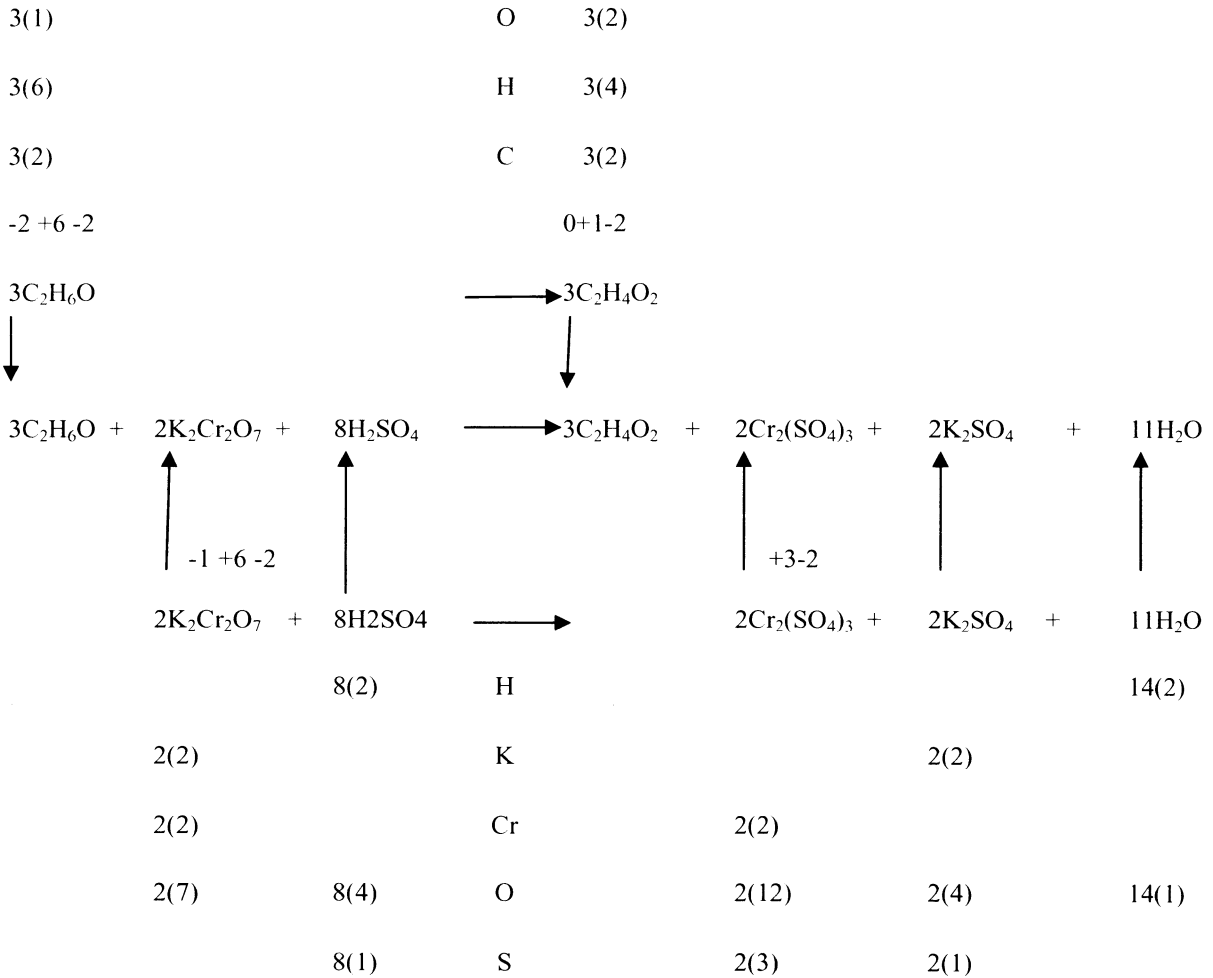 3(1) O 3(2)
3(6) H 3(4)
3(2) C 3(2)
-2 +6 -2 0+1-2
3C₂H₆O 3C₂H₄O₂
3C₂H₆O + 2K₂Cr₂O₇ + 8H₂SO₄ 3C₂H₄O₂ + 2Cr₂(SO₄)₃ + 2K₂SO₄ + 11H₂O
-1 +6 -2 +3-2
2K₂Cr₂O₇ + 8H2SO4 2Cr₂(SO₄)₃ + 2K₂SO₄ + 11H₂O
8(2) H 14(2)
2(2) K 2(2)
2(2) Cr 2(2)
2(7) 8(4) O 2(12) 2(4) 14(1)
8(1) S 2(3) 2(1)